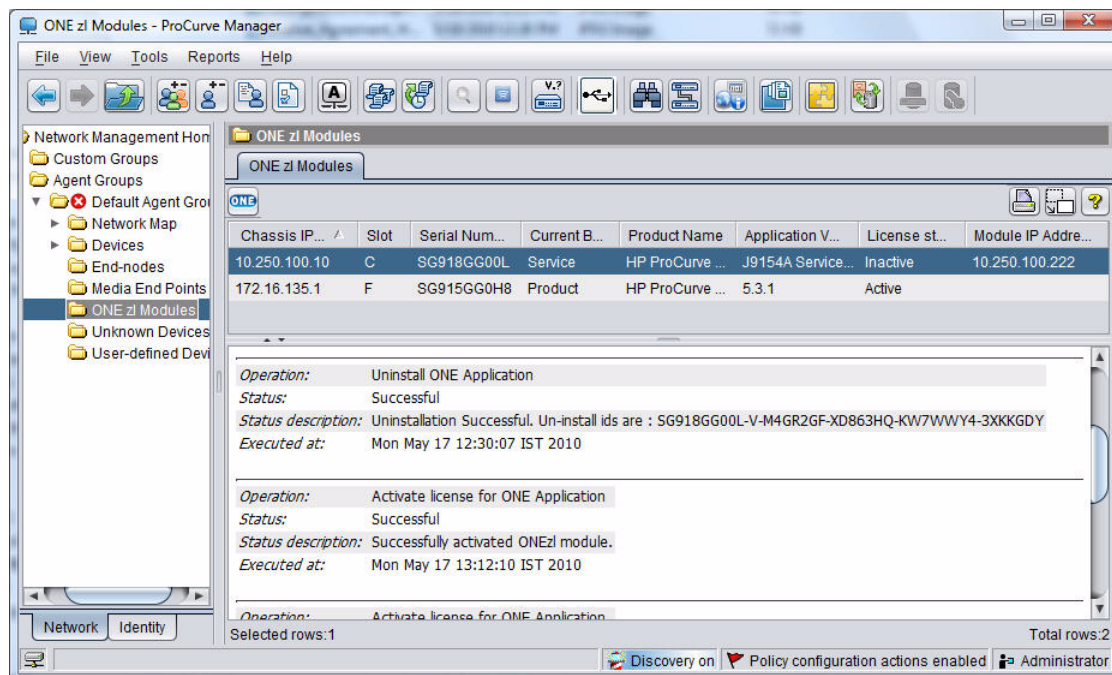 ONE zl Modules - ProCurve Manager
File View Tools Reports Help
Network Management Hon
Custom Groups
Agent Groups
Default Agent Grou
Network Map
Devices
End-nodes
Media End Points
ONE zl Modules
Unknown Devices
User-defined Devi
Network Identity
ONE zl Modules
ONE zl Modules
ONE
Chassis IP... Slot Serial Num... Current B... Product Name Application V... License st... Module IP Addre...
10.250.100.10 C SG918GG00L Service HP ProCurve ... J9154A Service... Inactive 10.250.100.222
172.16.135.1 F SG915GG0H8 Product HP ProCurve ... 5.3.1 Active
Operation: Uninstall ONE Application
Status: Successful
Status description: Uninstallation Successful. Un-install ids are : SG918GG00L-V-M4GR2GF-XD863HQ-KW7WWY4-3XKKGDY
Executed at: Mon May 17 12:30:07 IST 2010
Operation: Activate license for ONE Application
Status: Successful
Status description: Successfully activated ONEzl module.
Executed at: Mon May 17 13:12:10 IST 2010
Operation: Activate license for ONE Application
Selected rows:1 Total rows:2
Discovery on Policy configuration actions enabled Administrator